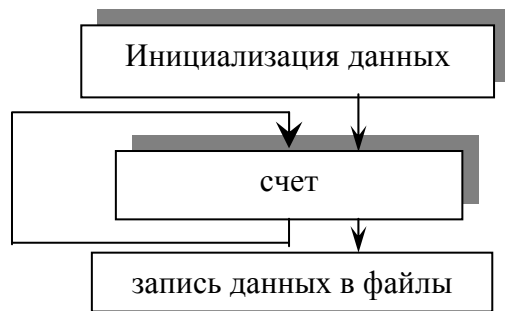 Инициализация данных
счет
запись данных в файлы